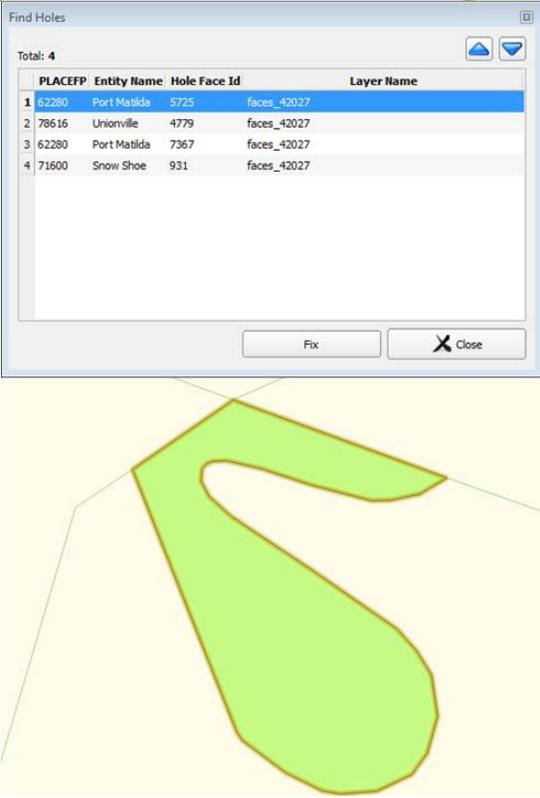 Find Holes
Total: 4
PLACEFP Entity Name Hole Face Id Layer Name
1 62280 Port Matilda 5725 faces_42027
2 78616 Unionville 4779 faces_42027
3 62280 Port Matilda 7367 faces_42027
4 71600 Snow Shoe 931 faces_42027
Fix Close